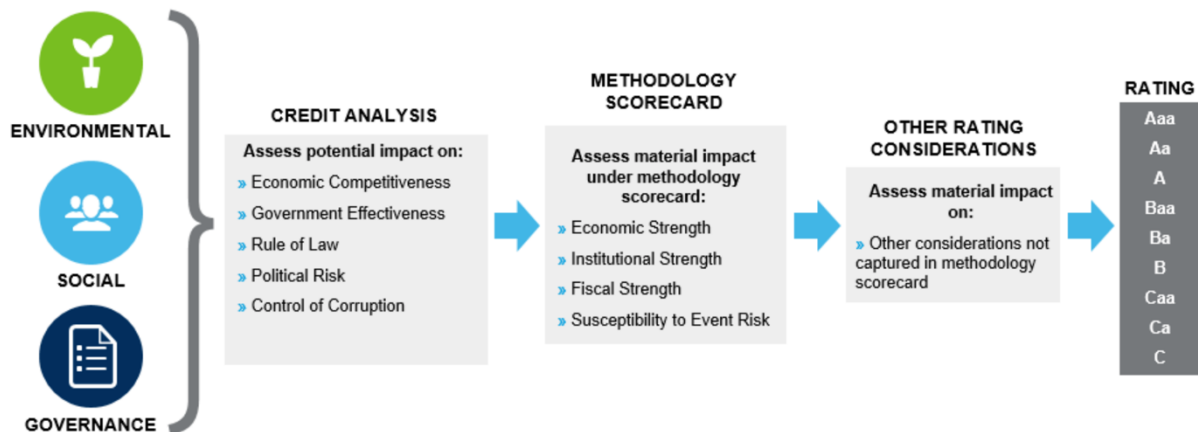 ENVIRONMENTAL
SOCIAL
GOVERNANCE
CREDIT ANALYSIS
Assess potential impact on:
» Economic Competitiveness
» Government Effectiveness
» Rule of Law
» Political Risk
» Control of Corruption
METHODOLOGY
SCORECARD
Assess material impact
under methodology
scorecard:
» Economic Strength
» Institutional Strength
» Fiscal Strength
» Susceptibility to Event Risk
OTHER RATING
CONSIDERATIONS
Assess material impact
on:
» Other considerations not
captured in methodology
scorecard
RATING
Aaa
Aa
A
Baa
Ba
B
Caa
Ca
C